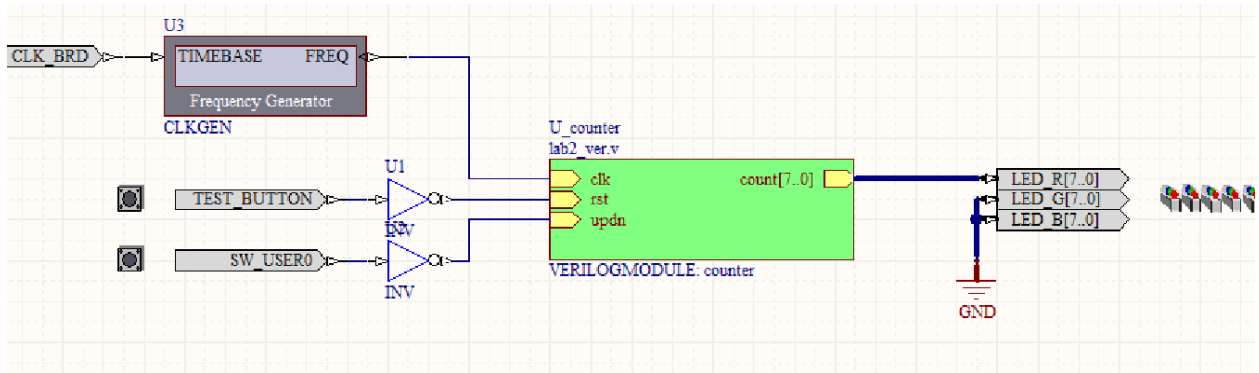 U3
CLK_BRD
TIMEBASE FREQ
Frequency Generator
CLKGEN
U_counter
lab2_ver.v
U1
clk count[7..0]
TEST_BUTTON
rst
updn
INV
SW_USER0
INV
VERILOGMODULE: counter
LED_R[7..0]
LED_G[7..0]
LED_B[7..0]
GND